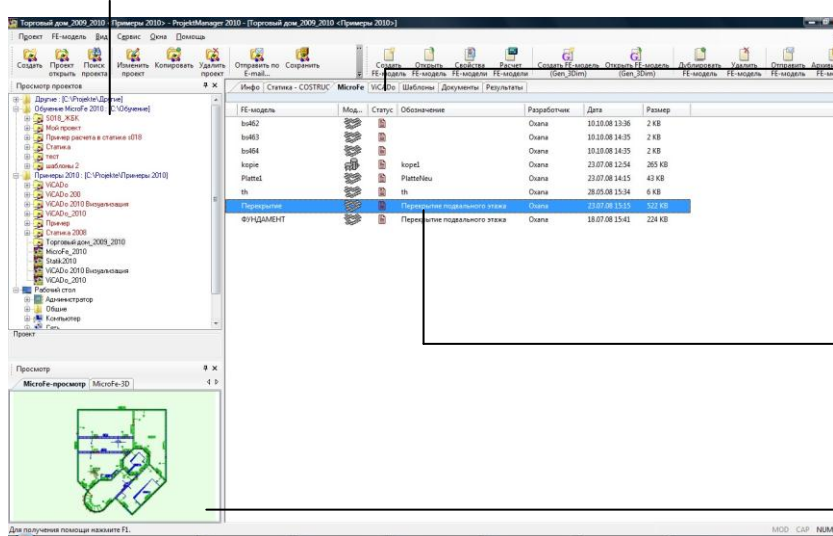 Торговый дом_2009_2010 - Примеры 2010> - ProjektManager 2010 - [Торговый дом_2009_2010 <Примеры 2010>]
Проект FE-модель Вид Сервис Окна Помощь
Создать Проект Поиск Изменить Копировать Удалить Отправить по Сохранить Создать Открыть Свойства Расчет Создать FE-модель Открыть FE-модель Дублировать Удалить Отправить
открыть проекта проект проект E-mail... FE-модель FE-модель FE-модели FE-модели (Gen_3Dim) (Gen_3Dim) FE-модель FE-модель FE-модель
Просмотр проектов
Инфо Статика - COSTRUC MicroFe ViCADo Шаблоны Документы Результаты
Другие : [C:\Projekte\Другие]
Обучение MicroFe 2010 : [C:\Обучение]
S018_ЖБК
Мой проект
Пример расчета в статике s018
Статика
тест
шаблоны 2
Примеры 2010 : [C:\Projekte\Примеры 2010]
ViCADo
ViCADo 200
ViCADo 2010 Визуализация
ViCADo_2010
Пример
Статика 2008
Торговый дом_2009_2010
MicroFe_2010
Statik2010
ViCADo 2010 Визуализация
ViCADo_2010
Рабочий стол
Администратор
Общие
Компьютер
Сеть
Проект
FE-модель Мод... Статус Обозначение Разработчик Дата Размер
bs462 Oxana 10.10.08 13:36 2 KB
bs463 Oxana 10.10.08 14:35 2 KB
bs464 Oxana 10.10.08 14:35 2 KB
kopie kope1 Oxana 23.07.08 12:54 265 KB
Platte1 PlatteNeu Oxana 23.07.08 14:15 43 KB
th th Oxana 28.05.08 15:34 6 KB
Перекрытие Перекрытие подвального этажа Oxana 23.07.08 15:15 522 KB
ФУНДАМЕНТ Перекрытие подвального этажа Oxana 18.07.08 15:41 224 KB
Просмотр
MicroFe-просмотр MicroFe-3D
Для получения помощи нажмите F1.
MOD CAP NUM